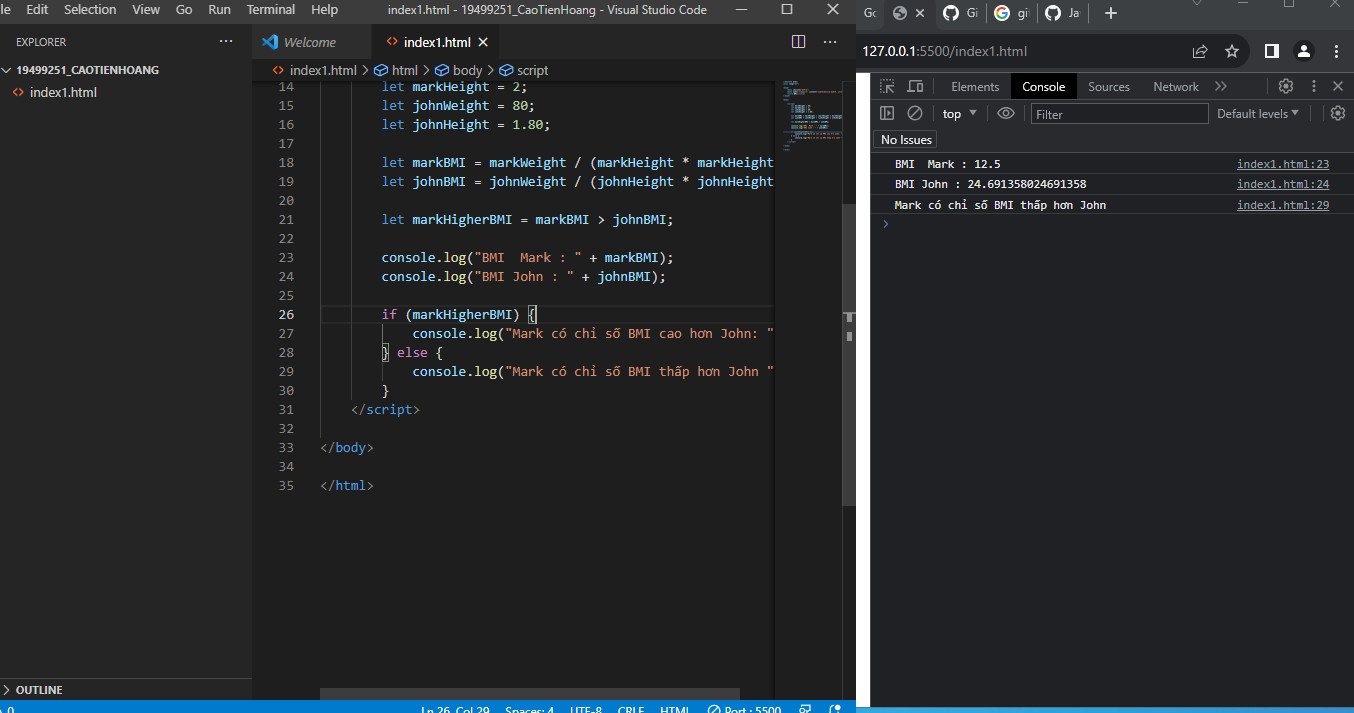 le Edit Selection View Go Run Terminal Help index1.html - 19499251_CaoTienHoang - Visual Studio Code
EXPLORER
19499251_CAOTIENHOANG
index1.html
OUTLINE
Welcome
index1.html
index1.html > html > body > script
14 let markHeight = 2;
15 let johnWeight = 80;
16 let johnHeight = 1.80;
17
18 let markBMI = markWeight / (markHeight * markHeight
19 let johnBMI = johnWeight / (johnHeight * johnHeight
20
21 let markHigherBMI = markBMI > johnBMI;
22
23 console.log("BMI  Mark : " + markBMI);
24 console.log("BMI John : " + johnBMI);
25
26 if (markHigherBMI) {
27 console.log("Mark có chỉ số BMI cao hơn John: "
28 } else {
29 console.log("Mark có chỉ số BMI thấp hơn John "
30 }
31 </script>
32
33 </body>
34
35 </html>
0 Ln 26, Col 29 Spaces: 4 UTF-8 CRLF HTML Port : 5500
Gc Gi gi Ja
127.0.0.1:5500/index1.html
Elements Console Sources Network
top Filter Default levels
No Issues
BMI  Mark : 12.5 index1.html:23
BMI John : 24.691358024691358 index1.html:24
Mark có chỉ số BMI thấp hơn John index1.html:29